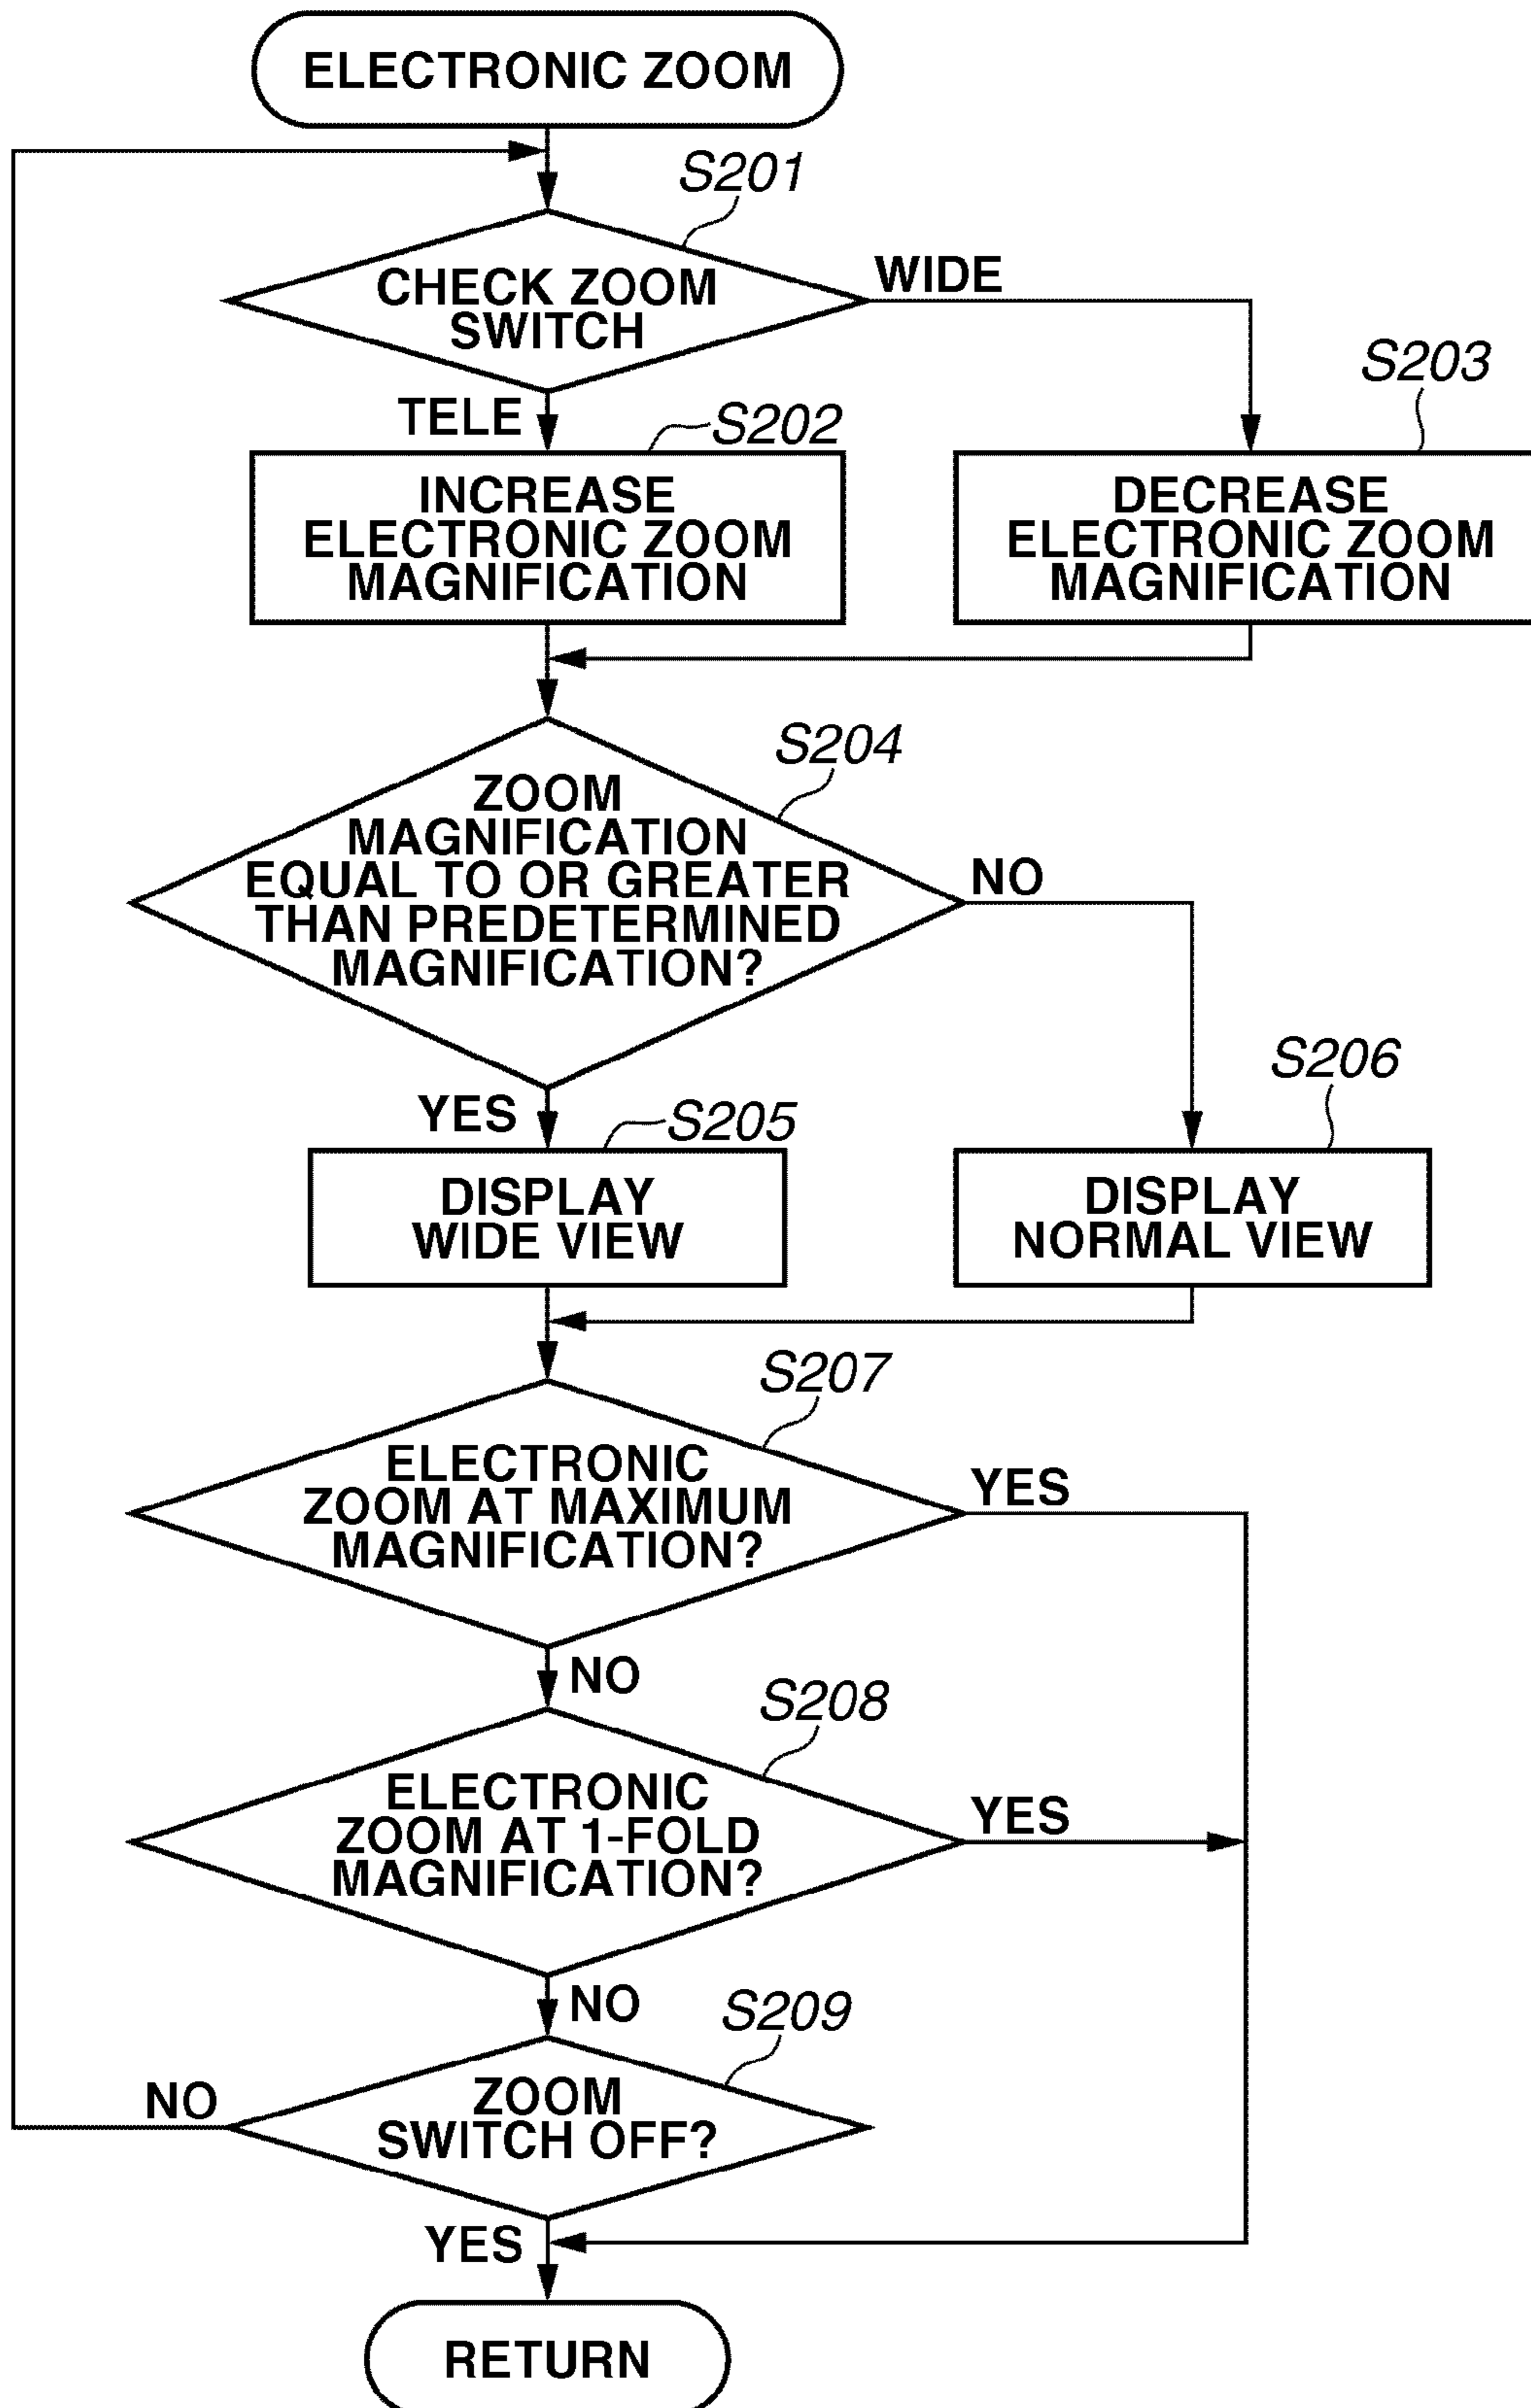 ELECTRONIC ZOOM
S201
CHECK ZOOM
SWITCH
WIDE
TELE
S202
S203
INCREASE
ELECTRONIC ZOOM
MAGNIFICATION
DECREASE
ELECTRONIC ZOOM
MAGNIFICATION
S204
ZOOM
MAGNIFICATION
EQUAL TO OR GREATER
THAN PREDETERMINED
MAGNIFICATION?
NO
YES
S205
S206
DISPLAY
WIDE VIEW
DISPLAY
NORMAL VIEW
S207
ELECTRONIC
ZOOM AT MAXIMUM
MAGNIFICATION?
YES
NO
S208
ELECTRONIC
ZOOM AT 1-FOLD
MAGNIFICATION?
YES
NO
S209
ZOOM
SWITCH OFF?
NO
YES
RETURN